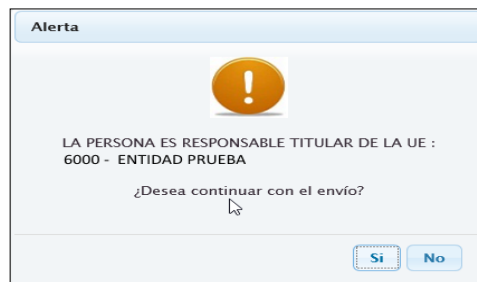 Alerta
LA PERSONA ES RESPONSABLE TITULAR DE LA UE :
6000 - ENTIDAD PRUEBA
¿Desea continuar con el envío?
Si No